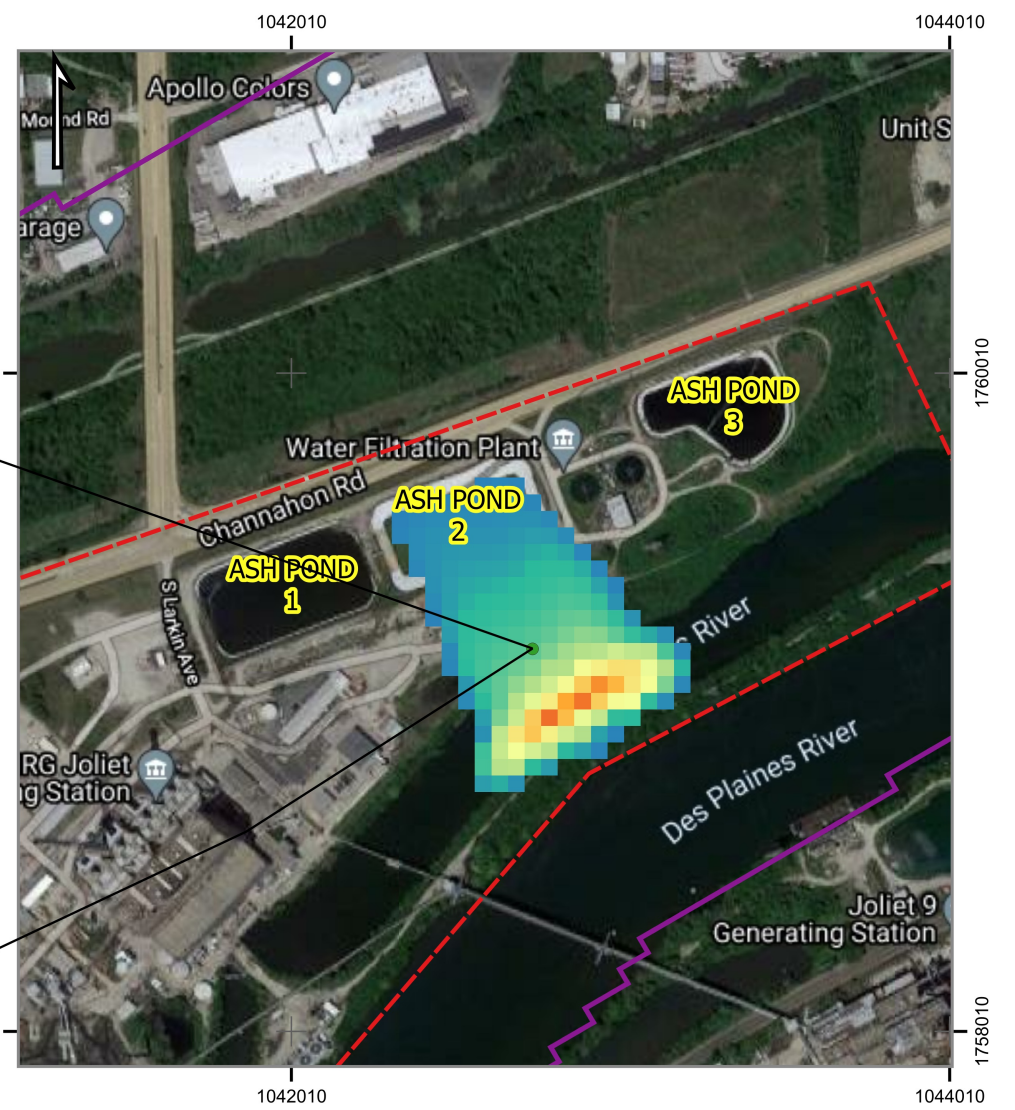 1042010
1044010
Apollo Colors
Mound Rd
Unit S
arage
1760010
ASH POND
3
Water Filtration Plant
ASH POND
2
Channahon Rd
ASH POND
1
S Larkin Ave
s River
RG Joliet
ng Station
Des Plaines River
Joliet 9
Generating Station
1758010
1042010
1044010